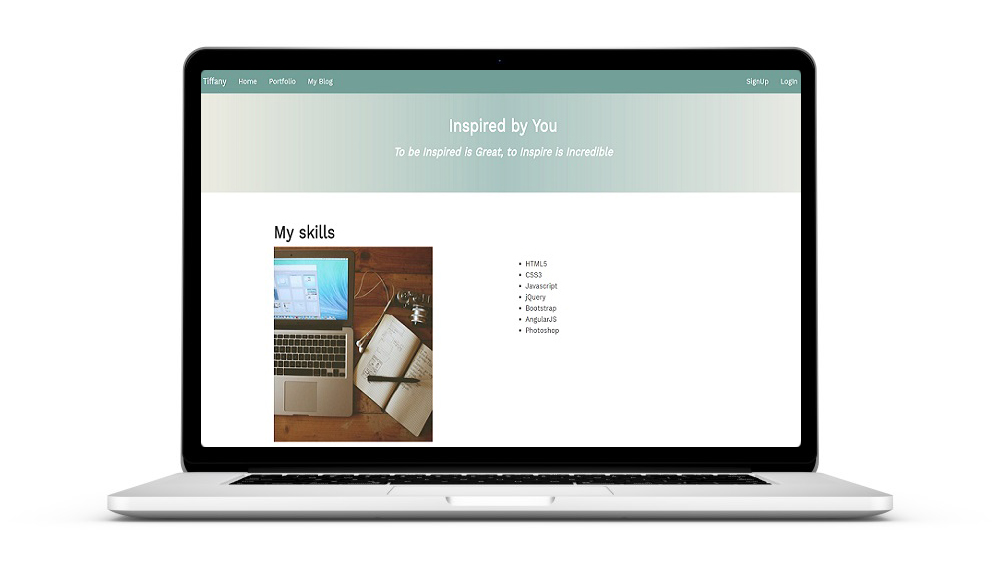 Tiffany Home Portfolio My Blog SignUp Login
Inspired by You
To be Inspired is Great, to Inspire is Incredible
My skills
HTML5
CSS3
Javascript
jQuery
Bootstrap
AngularJS
Photoshop